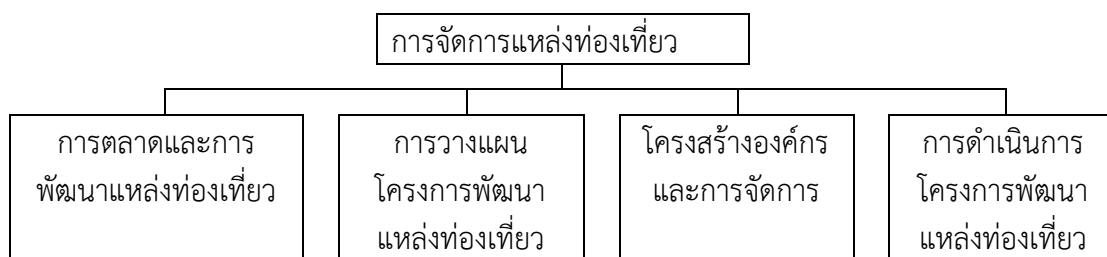 การจัดการแหล่งท่องเที่ยว
การตลาดและการ
พัฒนาแหล่งท่องเที่ยว
การวางแผน
โครงการพัฒนา
แหล่งท่องเที่ยว
โครงสร้างองค์กร
และการจัดการ
การดำเนินการ
โครงการพัฒนา
แหล่งท่องเที่ยว